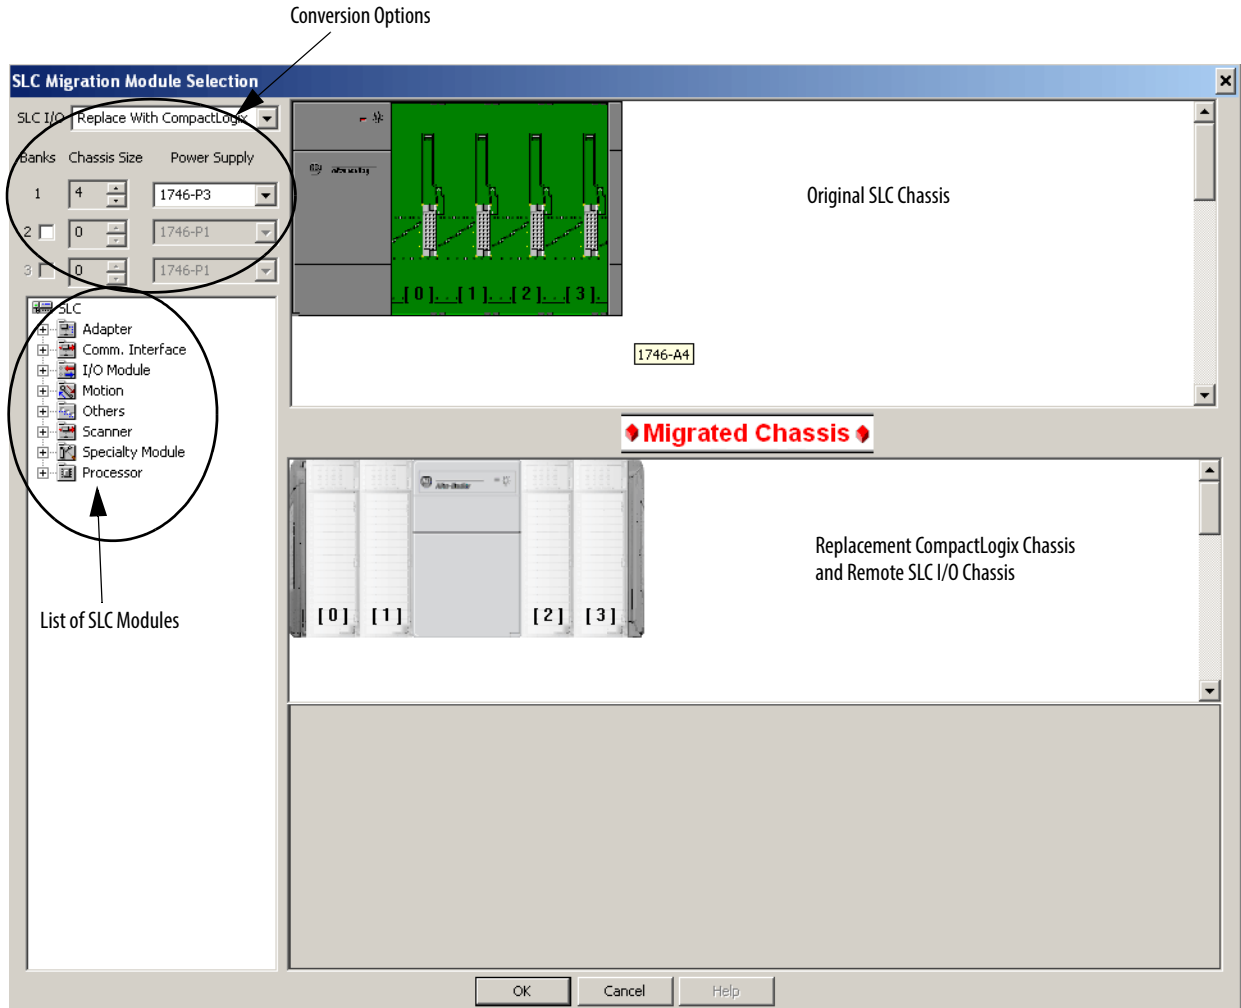 Conversion Options
SLC Migration Module Selection
SLC I/O Replace With CompactLogix
Banks Chassis Size Power Supply
1 4 1746-P3
2 0 1746-P1
3 0 1746-P1
[ 0 ] [ 1 ] [ 2 ] [ 3 ]
Original SLC Chassis
1746-A4
SLC
Adapter
Comm. Interface
I/O Module
Motion
Others
Scanner
Specialty Module
Processor
List of SLC Modules
Migrated Chassis
Allen-Bradley
[ 0 ] [ 1 ] [ 2 ] [ 3 ]
Replacement CompactLogix Chassis
and Remote SLC I/O Chassis
OK Cancel Help